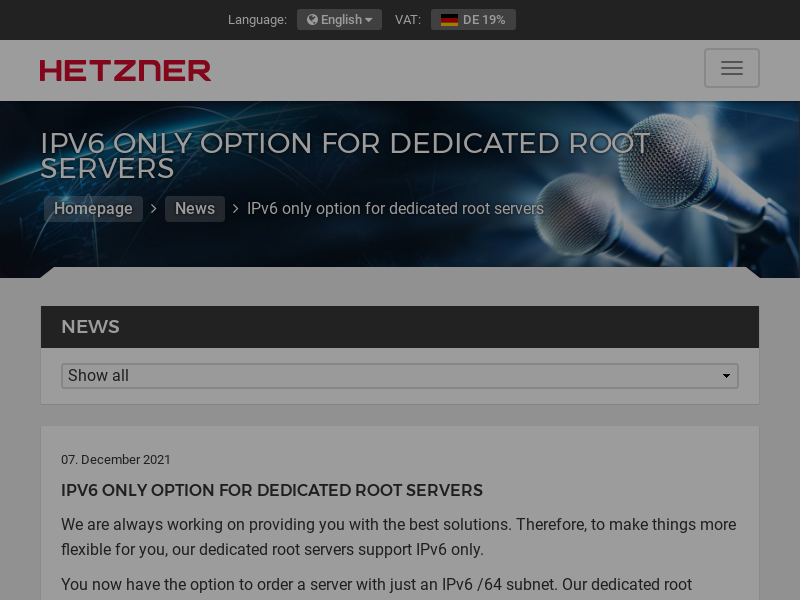 Language: English VAT: DE 19%
HETZNER
IPV6 ONLY OPTION FOR DEDICATED ROOT
SERVERS
Homepage > News > IPv6 only option for dedicated root servers
NEWS
Show all
07. December 2021
IPV6 ONLY OPTION FOR DEDICATED ROOT SERVERS
We are always working on providing you with the best solutions. Therefore, to make things more
flexible for you, our dedicated root servers support IPv6 only.
You now have the option to order a server with just an IPv6 /64 subnet. Our dedicated root